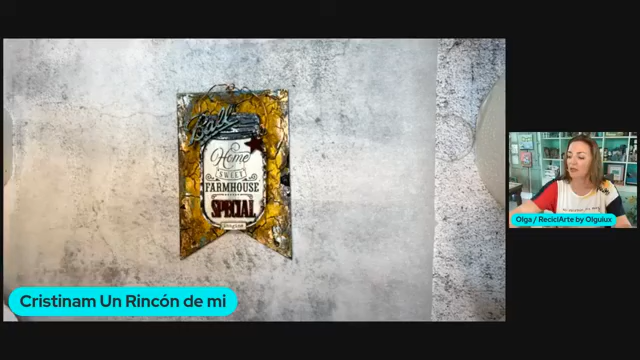 Ball
Home
SWEET
FARMHOUSE
SPECIAL
Cristinam Un Rincón de mi
Olga / ReciclArte by Olguiux